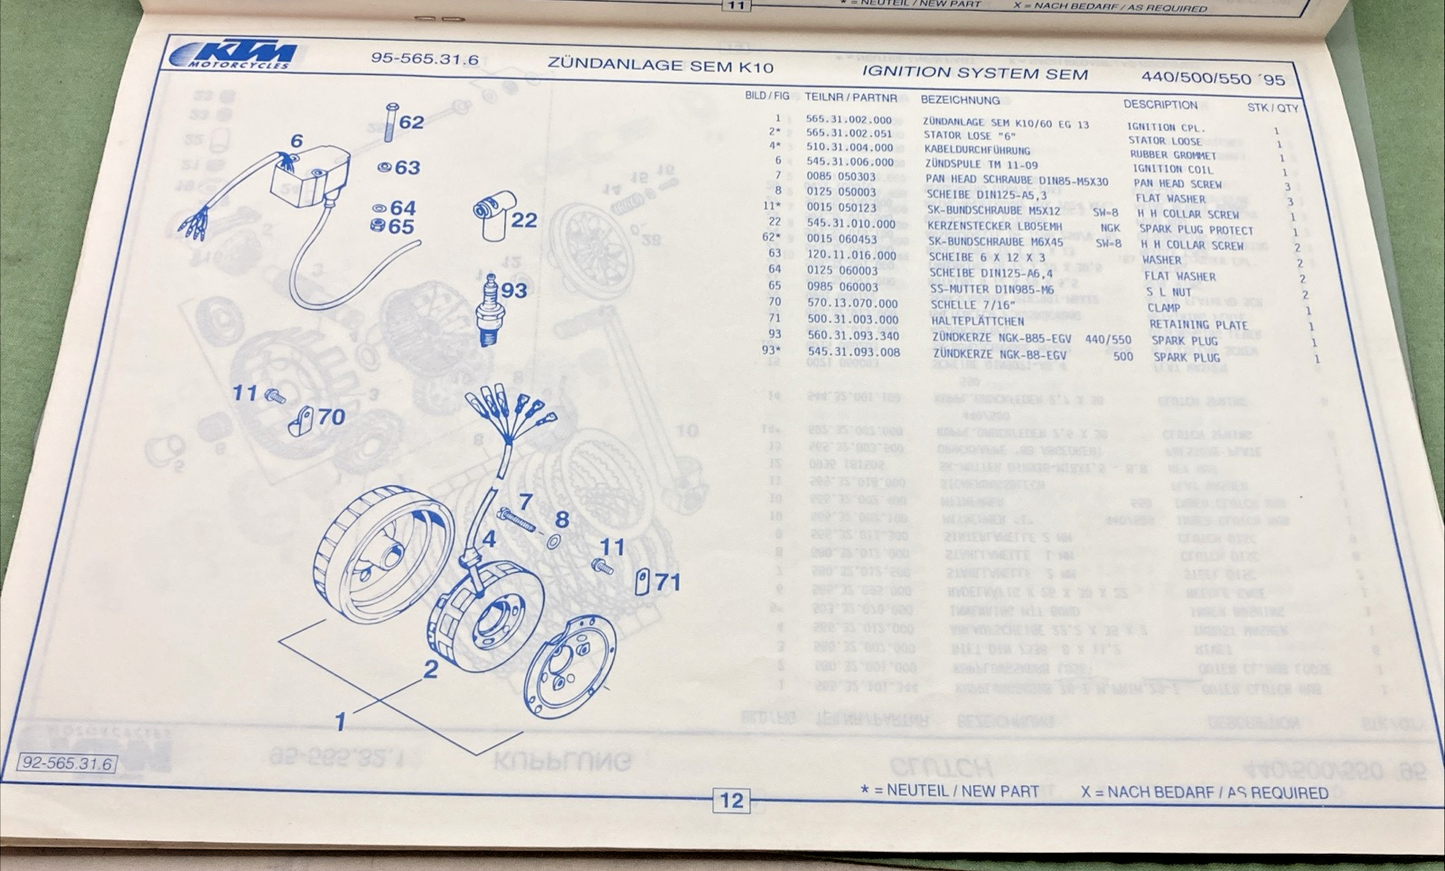 11
* = NEUTEIL / NEW PART X = NACH BEDARF / AS REQUIRED
KTM MOTORCYCLES 95-565.31.6 ZÜNDANLAGE SEM K10 IGNITION SYSTEM SEM 440/500/550 ´95
BILD / FIG TEILNR / PARTNR BEZEICHNUNG DESCRIPTION STK / QTY
1 565.31.002.000 ZÜNDANLAGE SEM K10/60 EG 13 IGNITION CPL. 1
2* 565.31.002.051 STATOR LOSE "6" STATOR LOOSE 1
4* 510.31.004.000 KABELDURCHFÜHRUNG RUBBER GROMMET 1
6 545.31.006.000 ZÜNDSPULE TM 11-09 IGNITION COIL 1
7 0085 050303 PAN HEAD SCHRAUBE DIN85-M5X30 PAN HEAD SCREW 3
8 0125 050003 SCHEIBE DIN125-A5,3 FLAT WASHER 3
11* 0015 050123 SK-BUNDSCHRAUBE M5X12 SW-8 H H COLLAR SCREW 1
22 545.31.010.000 KERZENSTECKER LB05EMH NGK SPARK PLUG PROTECT 1
62* 0015 060453 SK-BUNDSCHRAUBE M6X45 SW-8 H H COLLAR SCREW 2
63 120.11.016.000 SCHEIBE 6 X 12 X 3 WASHER 2
64 0125 060003 SCHEIBE DIN125-A6,4 FLAT WASHER 2
65 0985 060003 SS-MUTTER DIN985-M6 S L NUT 2
70 570.13.070.000 SCHELLE 7/16" CLAMP 1
71 500.31.003.000 HALTEPLÄTTCHEN RETAINING PLATE 1
93 560.31.093.340 ZÜNDKERZE NGK-B85-EGV 440/550 SPARK PLUG 1
93* 545.31.093.008 ZÜNDKERZE NGK-B8-EGV 500 SPARK PLUG 1
62
6
63
64
65
22
93
11
70
7
8
4
11
71
2
1
92-565.31.6
12
* = NEUTEIL / NEW PART X = NACH BEDARF / AS REQUIRED